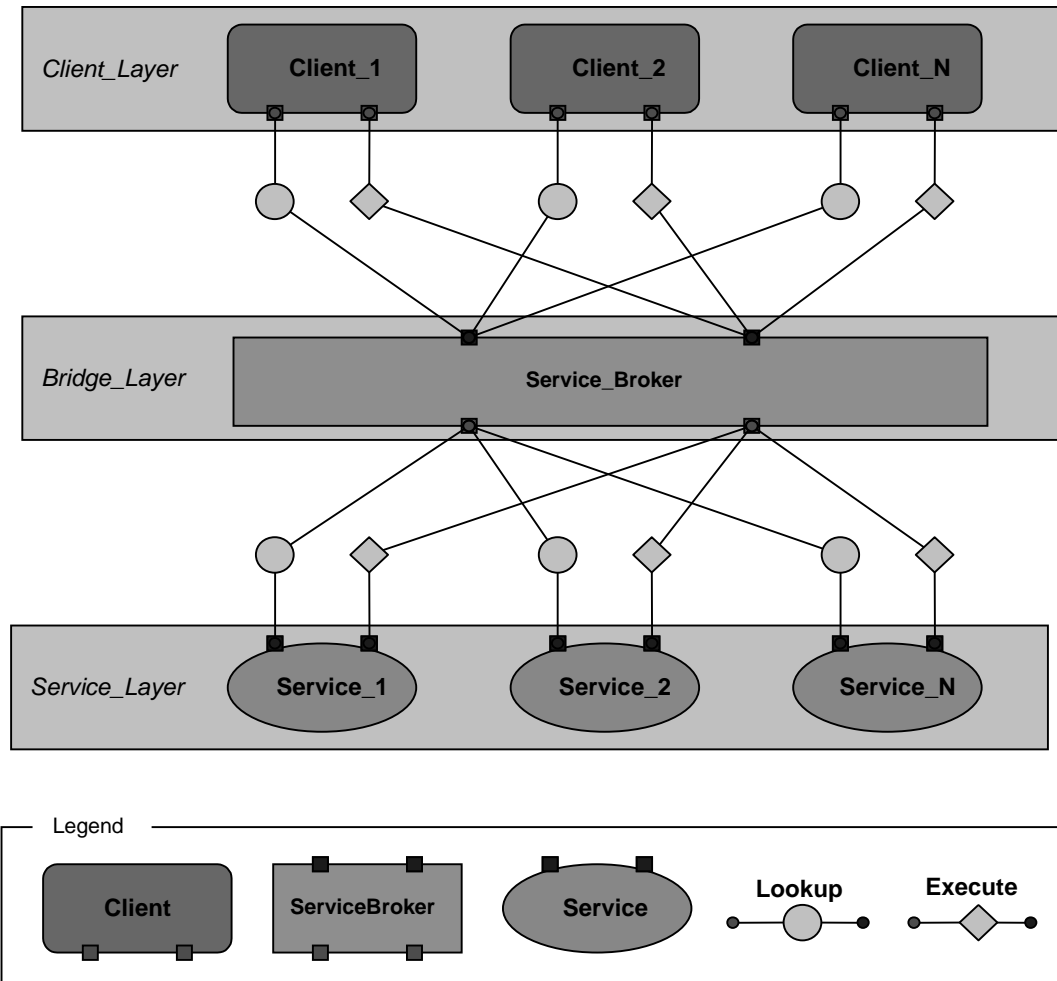 Client_Layer
Client_1
Client_2
Client_N
Bridge_Layer
Service_Broker
Service_Layer
Service_1
Service_2
Service_N
Legend
Client
ServiceBroker
Service
Lookup
Execute